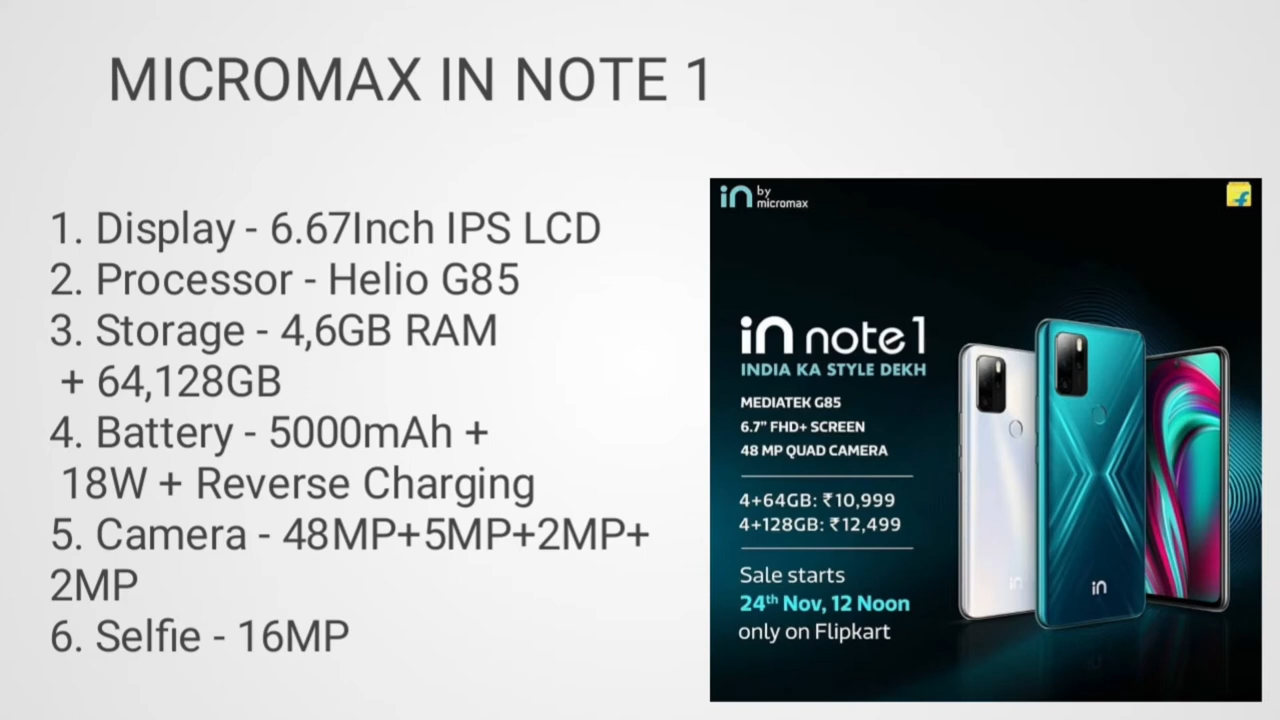 MICROMAX IN NOTE 1
1. Display - 6.67Inch IPS LCD
2. Processor - Helio G85
3. Storage - 4,6GB RAM
+ 64,128GB
4. Battery - 5000mAh +
18W + Reverse Charging
5. Camera - 48MP+5MP+2MP+
2MP
6. Selfie - 16MP
in by
micromax
in note 1
INDIA KA STYLE DEKH
MEDIATEK G85
6.7” FHD+ SCREEN
48 MP QUAD CAMERA
4+64GB: ₹10,999
4+128GB: ₹12,499
Sale starts
24th Nov, 12 Noon
only on Flipkart
in
in